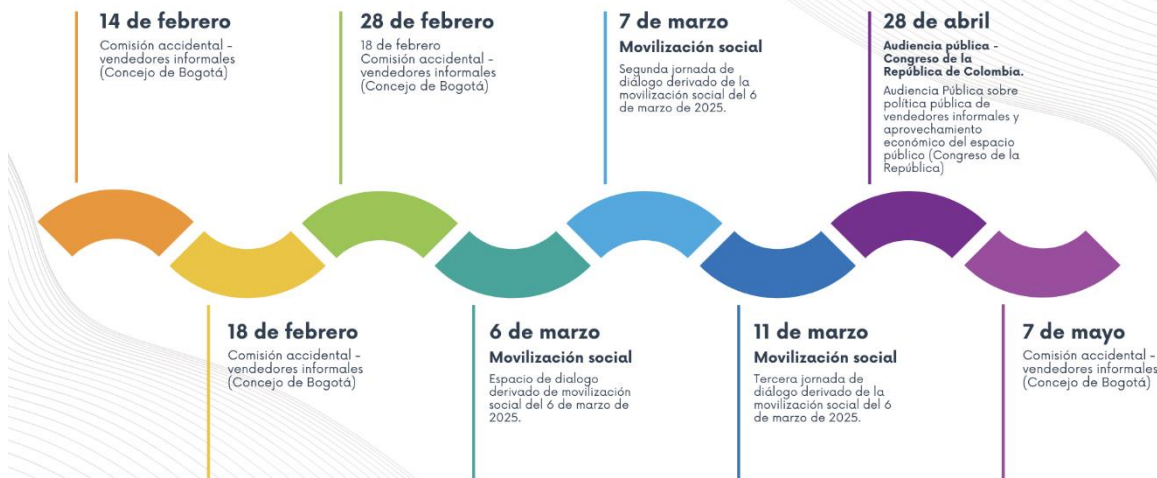 14 de febrero
Comisión accidental -
vendedores informales
(Concejo de Bogotá)
28 de febrero
18 de febrero
Comisión accidental -
vendedores informales
(Concejo de Bogotá)
7 de marzo
Movilización social
Segunda jornada de
diálogo derivado de la
movilización social del 6
de marzo de 2025.
28 de abril
Audiencia pública -
Congreso de la
República de Colombia.
Audiencia Pública sobre
política pública de
vendedores informales y
aprovechamiento
económico del espacio
público (Congreso de la
República)
18 de febrero
Comisión accidental -
vendedores informales
(Concejo de Bogotá)
6 de marzo
Movilización social
Espacio de dialogo
derivado de movilización
social del 6 de marzo de
2025.
11 de marzo
Movilización social
Tercera jornada de
diálogo derivado de la
movilización social del 6
de marzo de 2025.
7 de mayo
Comisión accidental -
vendedores informales
(Concejo de Bogotá)